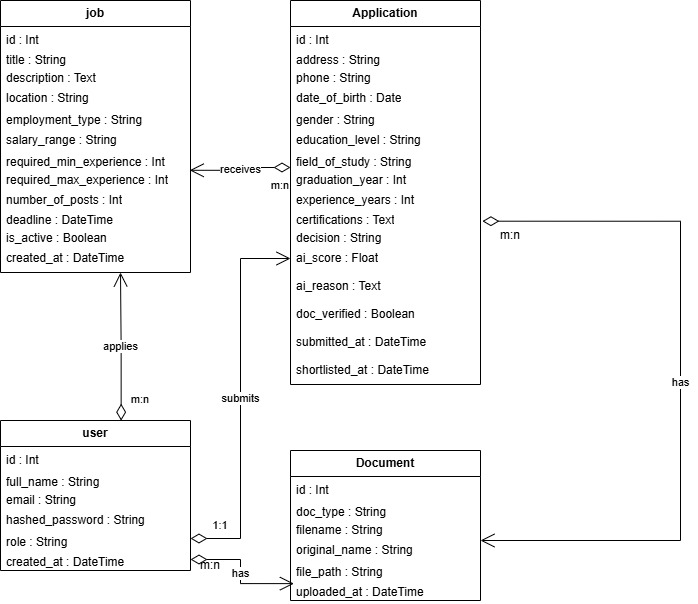 job
id : Int
title : String
description : Text
location : String
employment_type : String
salary_range : String
required_min_experience : Int
required_max_experience : Int
number_of_posts : Int
deadline : DateTime
is_active : Boolean
created_at : DateTime
receives
m:n
Application
id : Int
address : String
phone : String
date_of_birth : Date
gender : String
education_level : String
field_of_study : String
graduation_year : Int
experience_years : Int
certifications : Text
decision : String
ai_score : Float
ai_reason : Text
doc_verified : Boolean
submitted_at : DateTime
shortlisted_at : DateTime
m:n
has
applies
m:n
submits
user
id : Int
full_name : String
email : String
hashed_password : String
role : String
created_at : DateTime
1:1
m:n
has
Document
id : Int
doc_type : String
filename : String
original_name : String
file_path : String
uploaded_at : DateTime